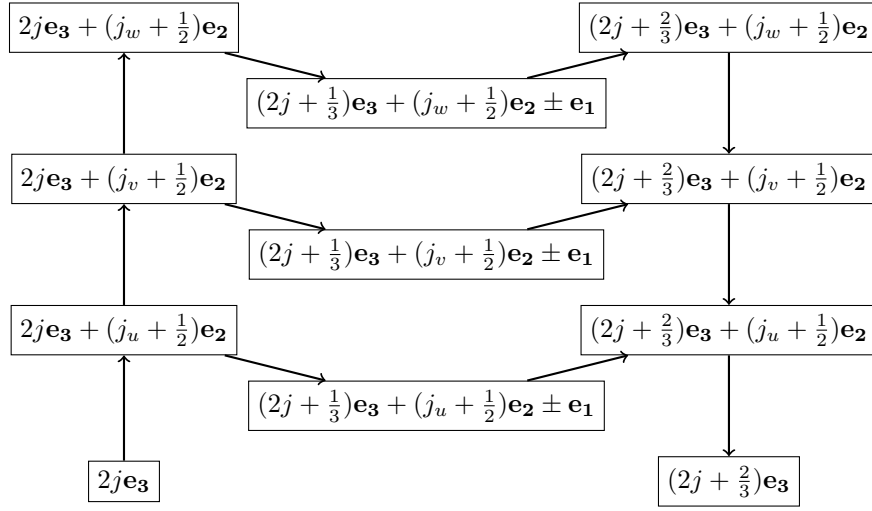 2j𝐞₃ + (j_w + 1/2)𝐞₂
(2j + 2/3)𝐞₃ + (j_w + 1/2)𝐞₂
(2j + 1/3)𝐞₃ + (j_w + 1/2)𝐞₂ ± 𝐞₁
2j𝐞₃ + (j_v + 1/2)𝐞₂
(2j + 2/3)𝐞₃ + (j_v + 1/2)𝐞₂
(2j + 1/3)𝐞₃ + (j_v + 1/2)𝐞₂ ± 𝐞₁
2j𝐞₃ + (j_u + 1/2)𝐞₂
(2j + 2/3)𝐞₃ + (j_u + 1/2)𝐞₂
(2j + 1/3)𝐞₃ + (j_u + 1/2)𝐞₂ ± 𝐞₁
2j𝐞₃
(2j + 2/3)𝐞₃